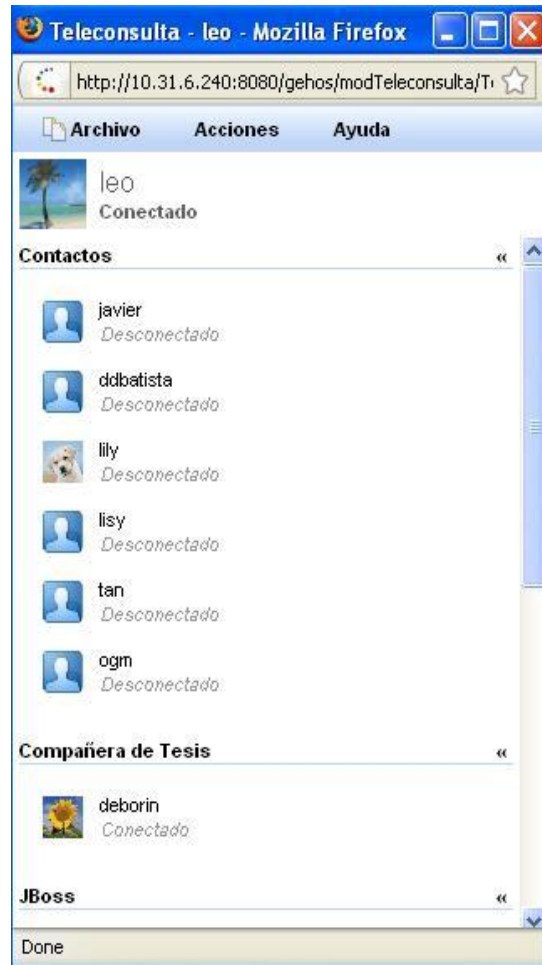 Teleconsulta - leo - Mozilla Firefox
http://10.31.6.240:8080/gehos/modTeleconsulta/T
Archivo Acciones Ayuda
leo
Conectado
Contactos «
javier
Desconectado
ddbatista
Desconectado
lily
Desconectado
lisy
Desconectado
tan
Desconectado
ogm
Desconectado
Compañera de Tesis «
deborin
Conectado
JBoss «
Done